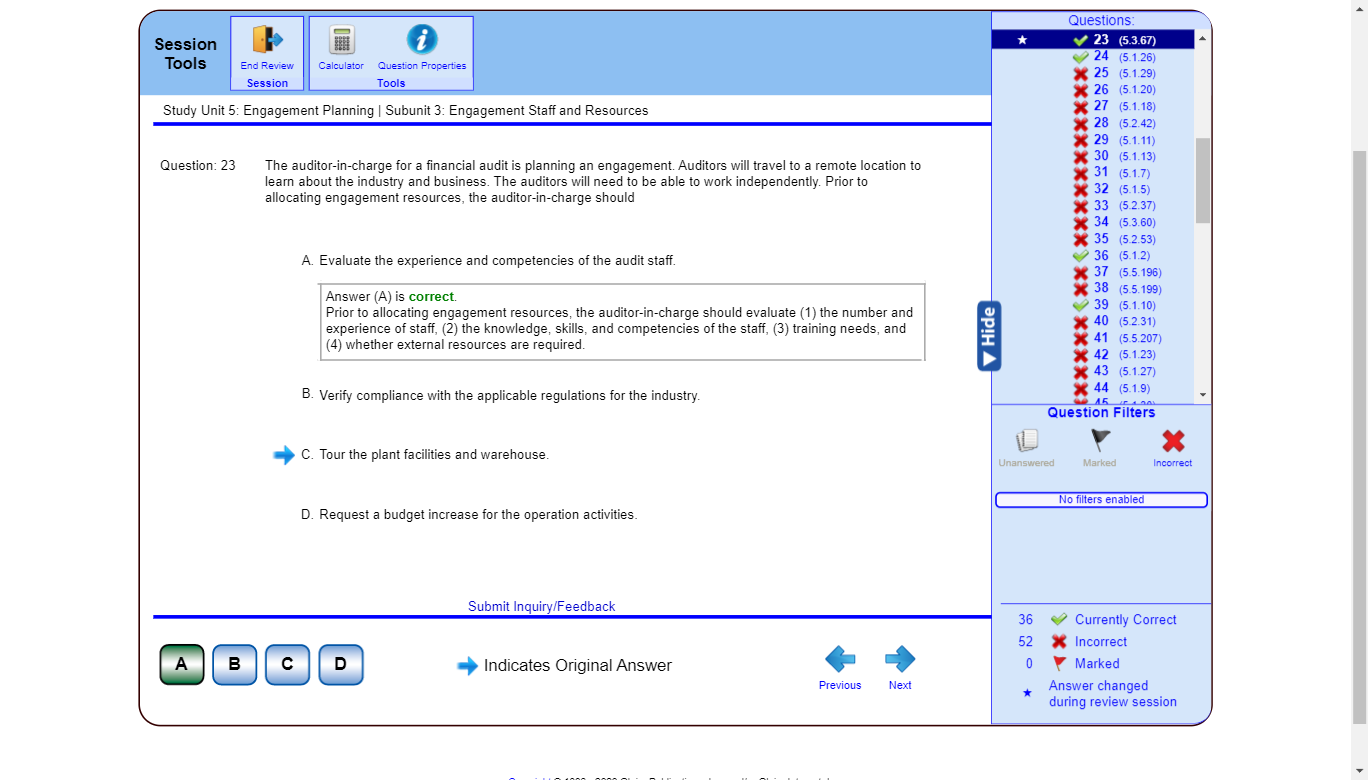 Session
Tools
End Review
Session
Calculator
Question Properties
Tools
Study Unit 5: Engagement Planning | Subunit 3: Engagement Staff and Resources
Question: 23
The auditor-in-charge for a financial audit is planning an engagement. Auditors will travel to a remote location to
learn about the industry and business. The auditors will need to be able to work independently. Prior to
allocating engagement resources, the auditor-in-charge should
A. Evaluate the experience and competencies of the audit staff.
Answer (A) is correct.
Prior to allocating engagement resources, the auditor-in-charge should evaluate (1) the number and
experience of staff, (2) the knowledge, skills, and competencies of the staff, (3) training needs, and
(4) whether external resources are required.
B. Verify compliance with the applicable regulations for the industry.
C. Tour the plant facilities and warehouse.
D. Request a budget increase for the operation activities.
Submit Inquiry/Feedback
A
B
C
D
Indicates Original Answer
Previous
Next
Hide
Questions:
23 (5.3.67)
24 (5.1.26)
25 (5.1.29)
26 (5.1.20)
27 (5.1.18)
28 (5.2.42)
29 (5.1.11)
30 (5.1.13)
31 (5.1.7)
32 (5.1.5)
33 (5.2.37)
34 (5.3.60)
35 (5.2.53)
36 (5.1.2)
37 (5.5.196)
38 (5.5.199)
39 (5.1.10)
40 (5.2.31)
41 (5.5.207)
42 (5.1.23)
43 (5.1.27)
44 (5.1.9)
45
Question Filters
Unanswered
Marked
Incorrect
No filters enabled
36 Currently Correct
52 Incorrect
0 Marked
Answer changed
during review session